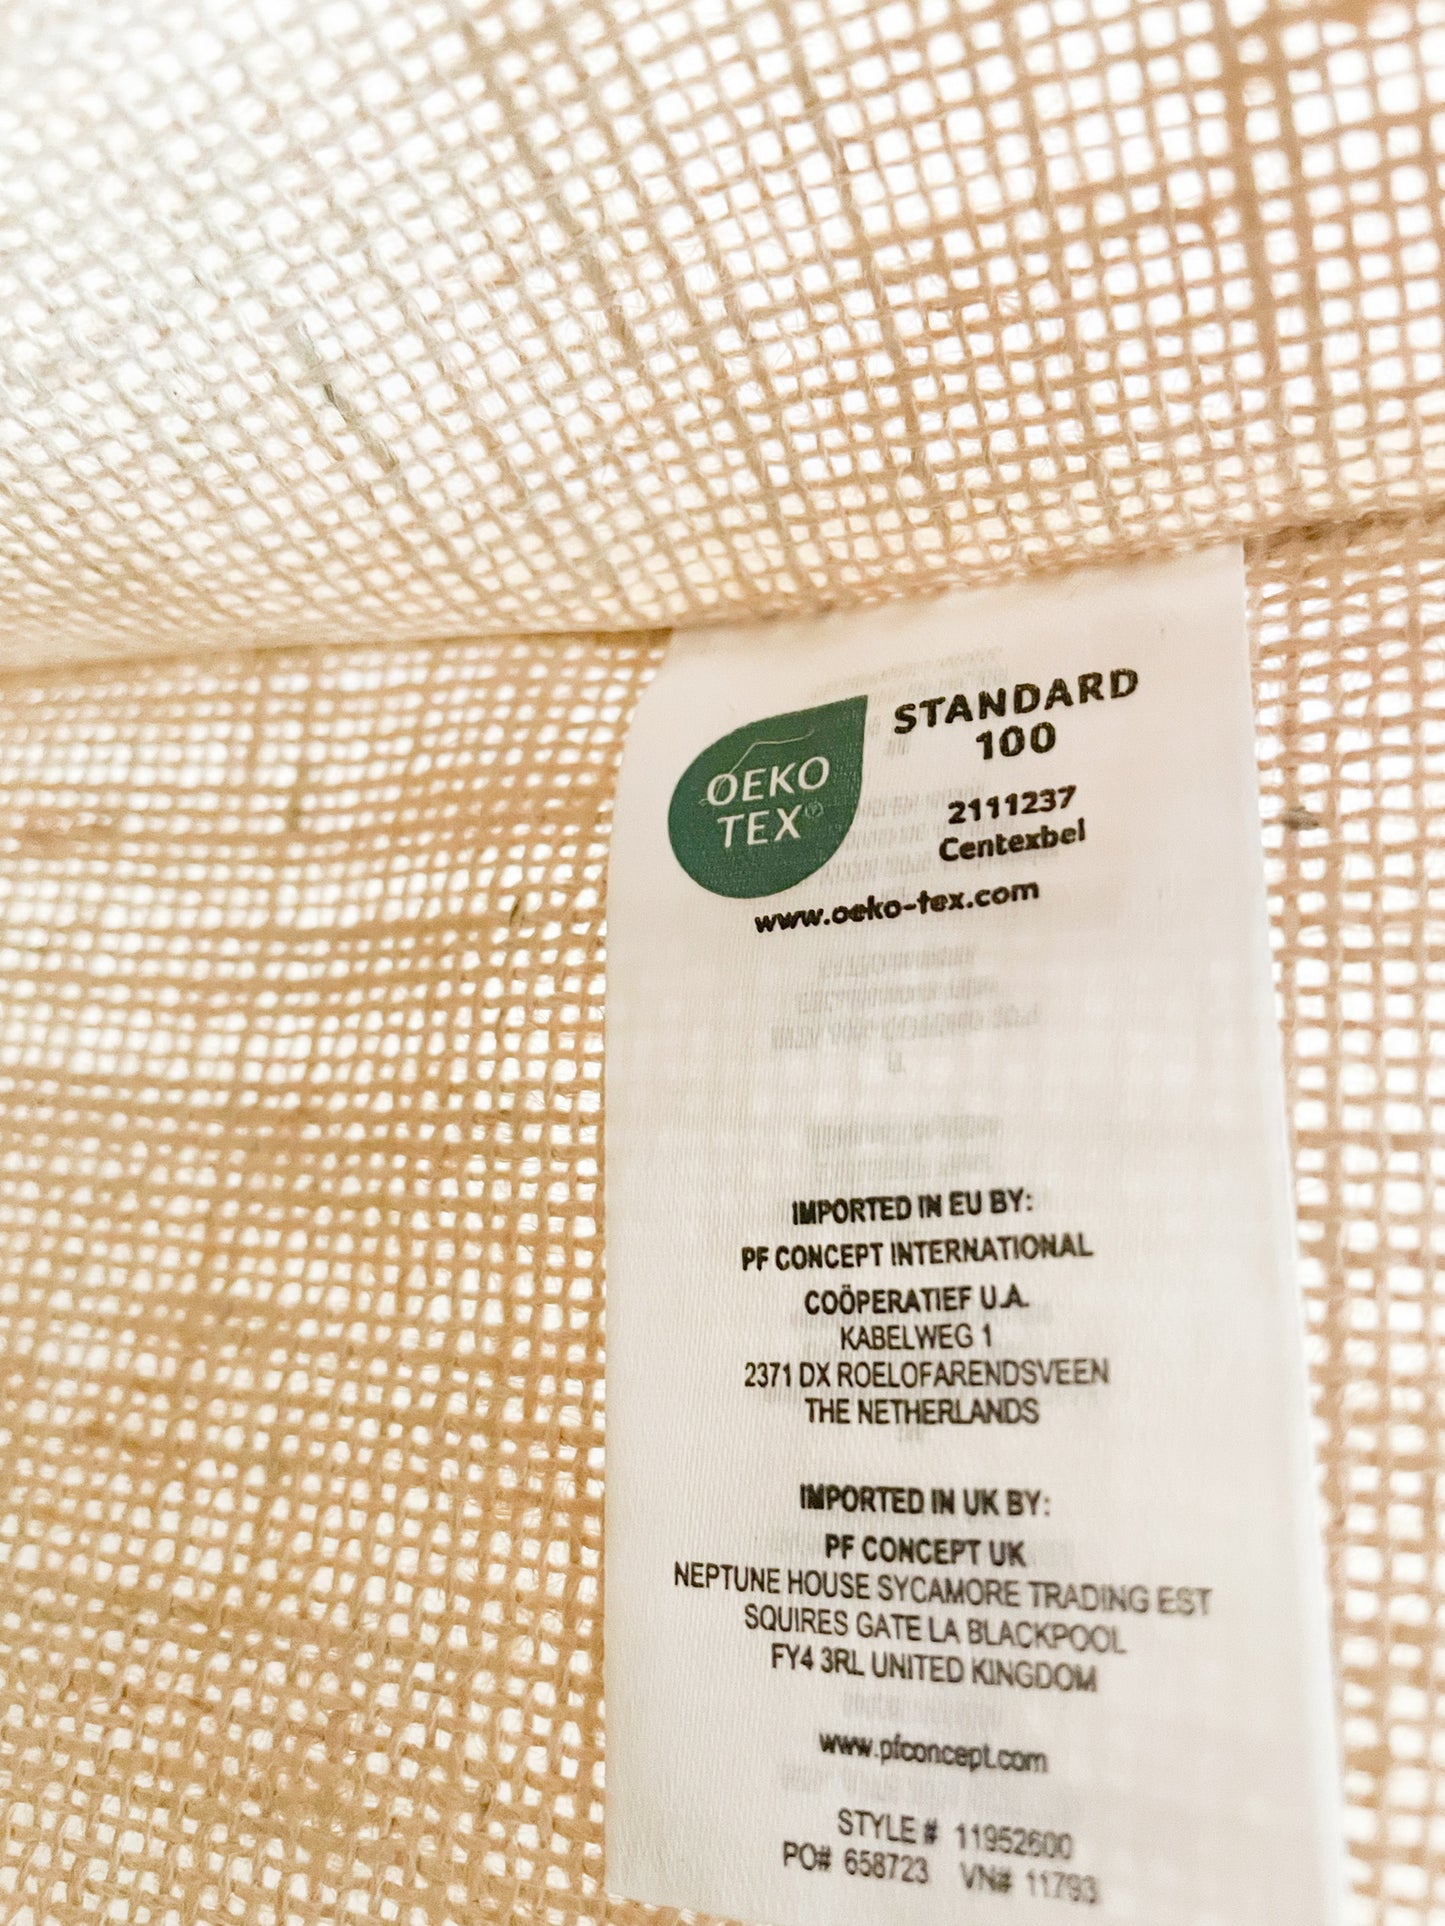 OEKO
TEX®
STANDARD
100
2111237
Centexbel
www.oeko-tex.com
IMPORTED IN EU BY:
PF CONCEPT INTERNATIONAL
COÖPERATIEF U.A.
KABELWEG 1
2371 DX ROELOFARENDSVEEN
THE NETHERLANDS
IMPORTED IN UK BY:
PF CONCEPT UK
NEPTUNE HOUSE SYCAMORE TRADING EST
SQUIRES GATE LA BLACKPOOL
FY4 3RL UNITED KINGDOM
www.pfconcept.com
STYLE # 11952600
PO# 658723 VN# 11793